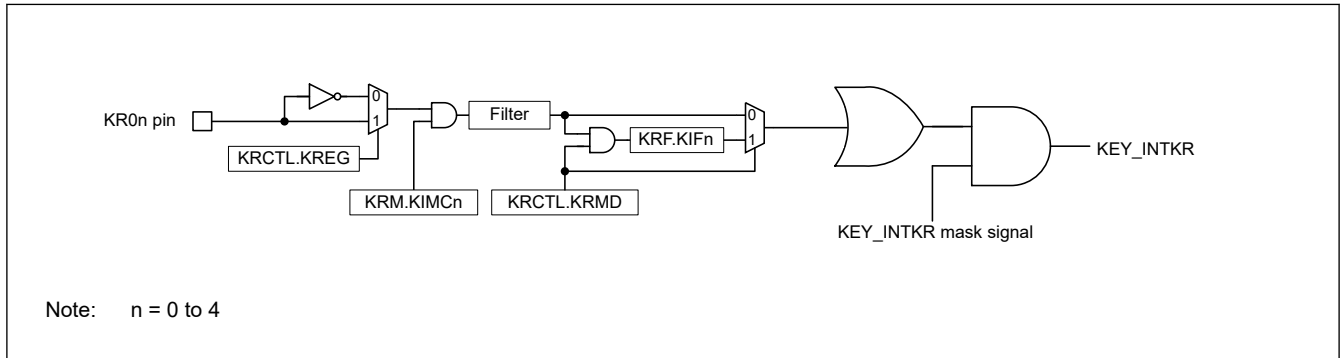 KR0n pin
0
1
KRCTL.KREG
KRM.KIMCn
Filter
KRF.KIFn
0
1
KRCTL.KRMD
KEY_INTKR
KEY_INTKR mask signal
Note: n = 0 to 4